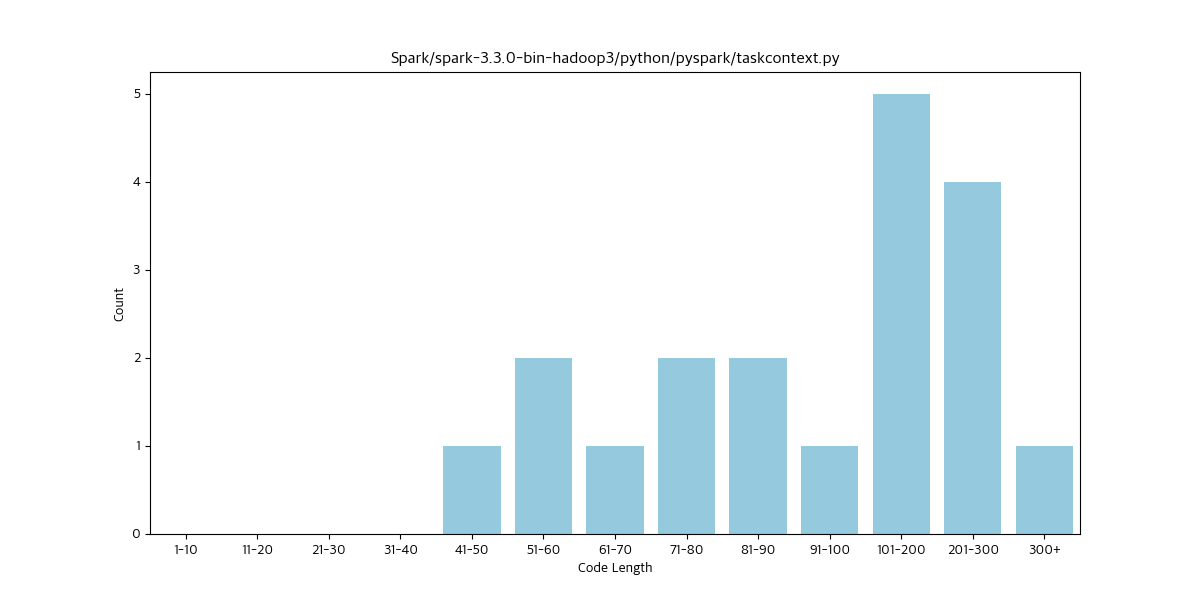 Spark/spark-3.3.0-bin-hadoop3/python/pyspark/taskcontext.py
5
4
3
2
1
0
Count
1-10 11-20 21-30 31-40 41-50 51-60 61-70 71-80 81-90 91-100 101-200 201-300 300+
Code Length